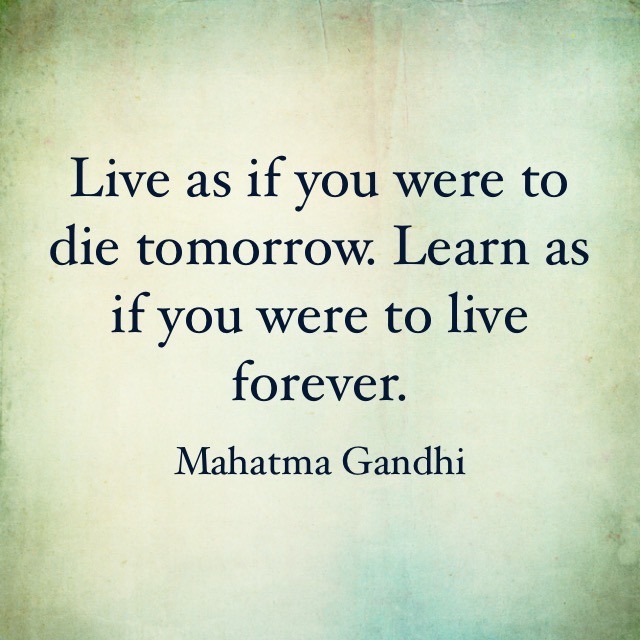 Live as if you were to
die tomorrow. Learn as
if you were to live
forever.
Mahatma Gandhi